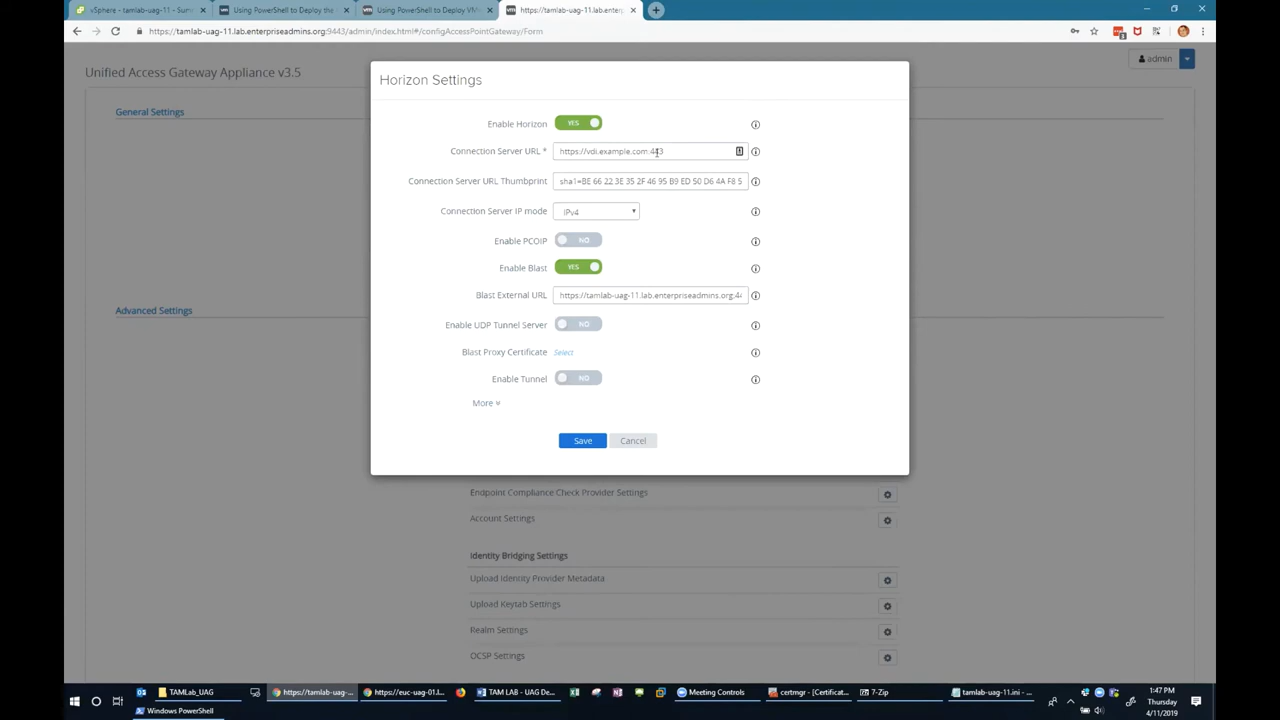 vSphere - tamlab-uag-11 - Sum
Using PowerShell to Deploy the
Using PowerShell to Deploy VM
https://tamlab-uag-11.lab.enter
https://tamlab-uag-11.lab.enterpriseadmins.org:9443/admin/index.html#/configAccessPointGateway/Form
Unified Access Gateway Appliance v3.5
admin
General Settings
Advanced Settings
Horizon Settings
Enable Horizon YES
Connection Server URL * https://vdi.example.com:443
Connection Server URL Thumbprint sha1=BE 66 22 3E 35 2F 46 95 B9 ED 50 D6 4A F8 5
Connection Server IP mode IPv4
Enable PCOIP NO
Enable Blast YES
Blast External URL https://tamlab-uag-11.lab.enterpriseadmins.org:44
Enable UDP Tunnel Server NO
Blast Proxy Certificate Select
Enable Tunnel NO
More
Save Cancel
Endpoint Compliance Check Provider Settings
Account Settings
Identity Bridging Settings
Upload Identity Provider Metadata
Upload Keytab Settings
Realm Settings
OCSP Settings
TAMLab_UAG
https://tamlab-uag-...
https://euc-uag-01.l...
TAM LAB - UAG De...
Meeting Controls
certmgr - [Certificat...
7-Zip
tamlab-uag-11.ini - ...
Windows PowerShell
1:47 PM
Thursday
4/11/2019